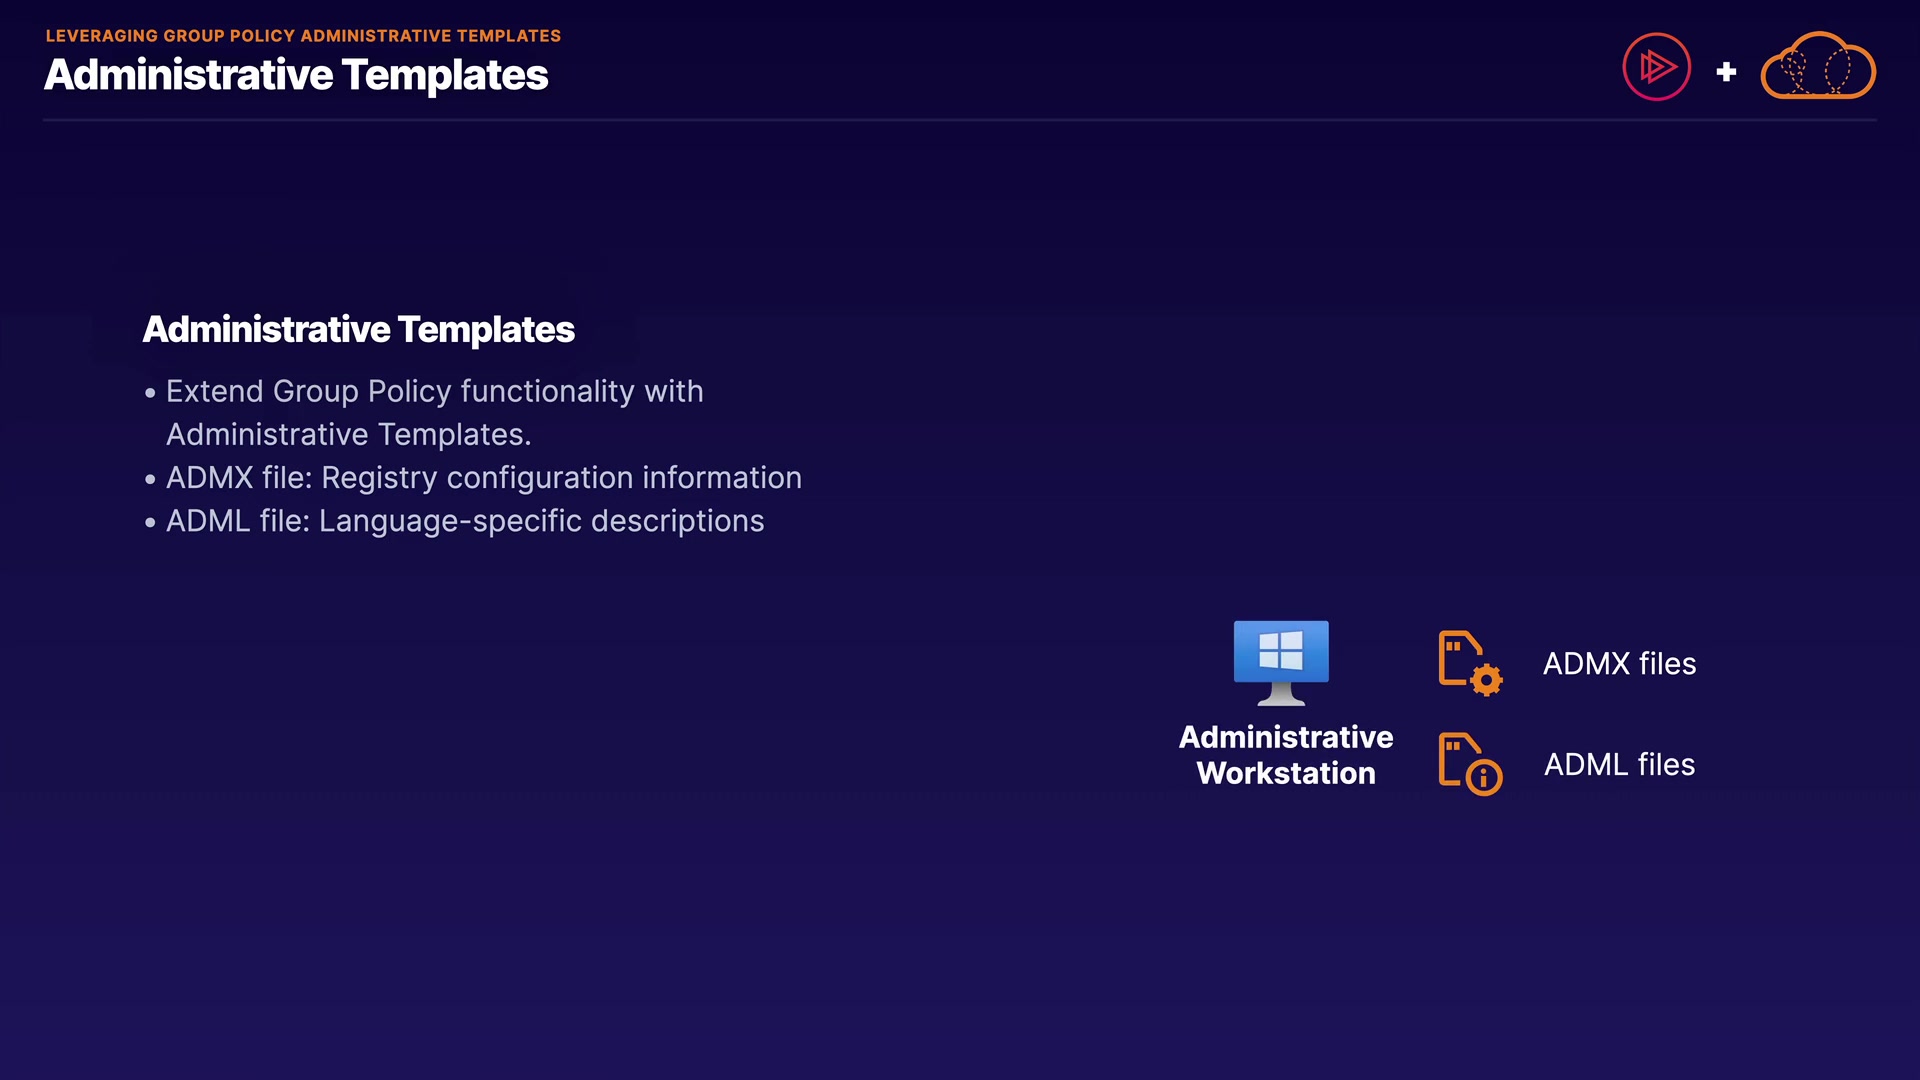 LEVERAGING GROUP POLICY ADMINISTRATIVE TEMPLATES
Administrative Templates
Administrative Templates
• Extend Group Policy functionality with
Administrative Templates.
• ADMX file: Registry configuration information
• ADML file: Language-specific descriptions
Administrative
Workstation
ADMX files
ADML files